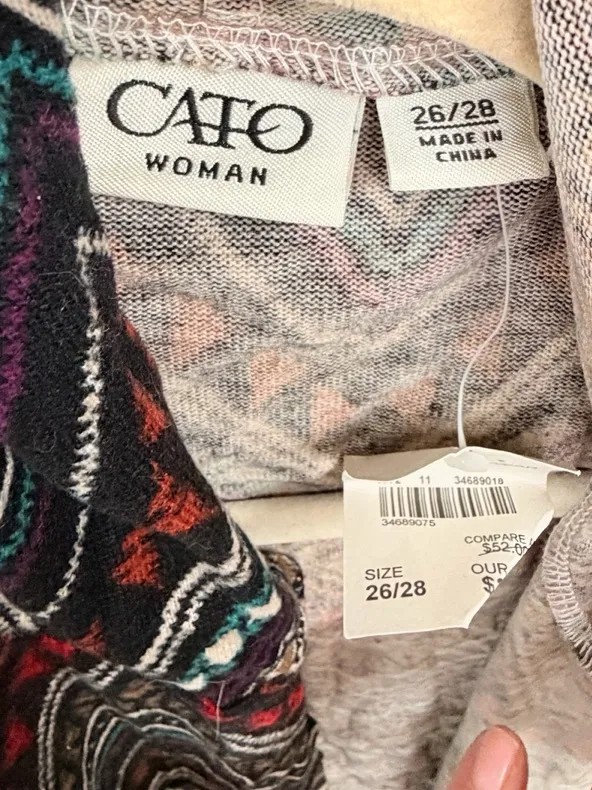 CATO
WOMAN
26/28
MADE IN
CHINA
11 34689018
34689075
COMPARE
$52.00
SIZE
OUR
26/28
$